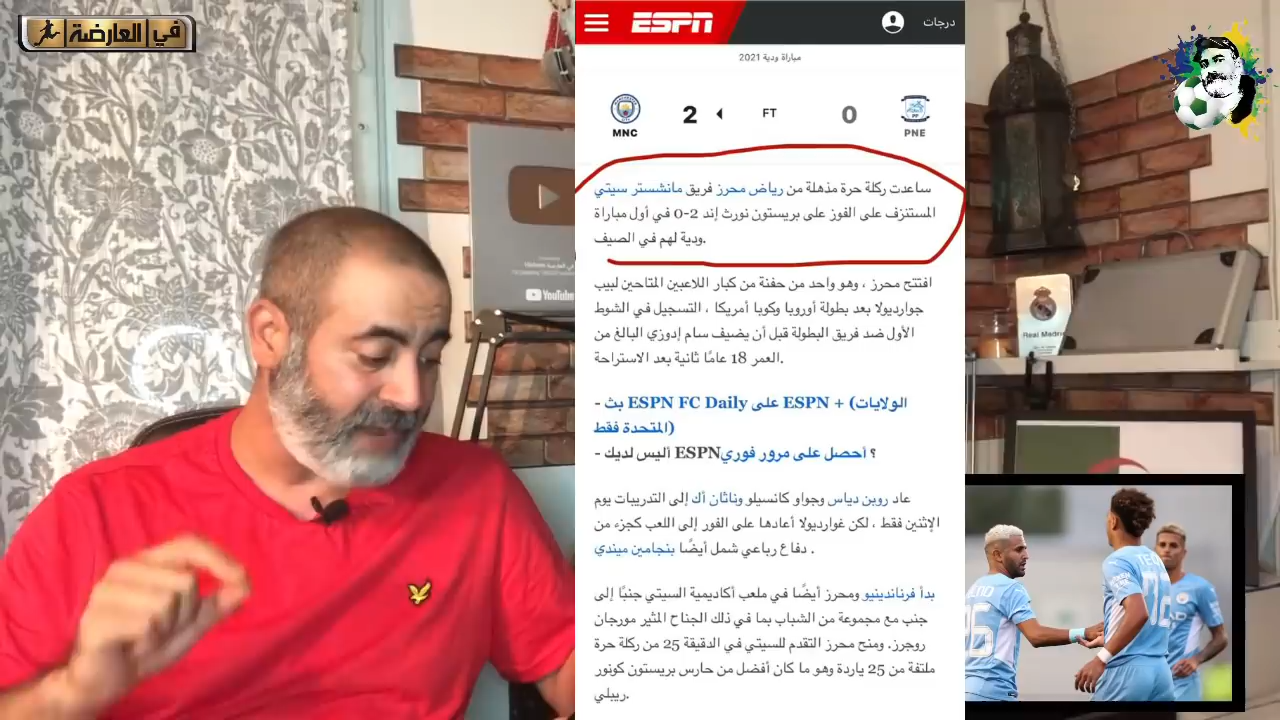 في العارضة
ESPN
درجات
مباراة ودية 2021
2
FT
0
MNC
PNE
ساعدت ركلة حرة مذهلة من رياض محرز فريق مانشستر سيتي
المستنزف على الفوز على بريستون نورث إند 2-0 في أول مباراة
ودية لهم في الصيف.
افتتح محرز ، وهو واحد من حفنة من كبار اللاعبين المتاحين لبيب
جوارديولا بعد بطولة أوروبا وكوبا أمريكا ، التسجيل في الشوط
الأول ضد فريق البطولة قبل أن يضيف سام إدوزي البالغ من
العمر 18 عامًا ثانية بعد الاستراحة.
- بث ESPN FC Daily على ESPN + (الولايات
المتحدة فقط)
- أليس لديك ESPN؟ أحصل على مرور فوري
عاد روبن دياس وجواو كانسيلو وناثان أك إلى التدريبات يوم
الإثنين فقط ، لكن غوارديولا أعادها على الفور إلى اللعب كجزء من
دفاع رباعي شمل أيضًا بنجامين ميندي .
بدأ فرناندينيو ومحرز أيضًا في ملعب أكاديمية السيتي جنبًا إلى
جنب مع مجموعة من الشباب بما في ذلك الجناح المثير مورجان
روجرز. ومنح محرز التقدم للسيتي في الدقيقة 25 من ركلة حرة
ملتفة من 25 ياردة وهو ما كان أفضل من حارس بريستون كونور
ريبلي.
YouTube
Real Madrid